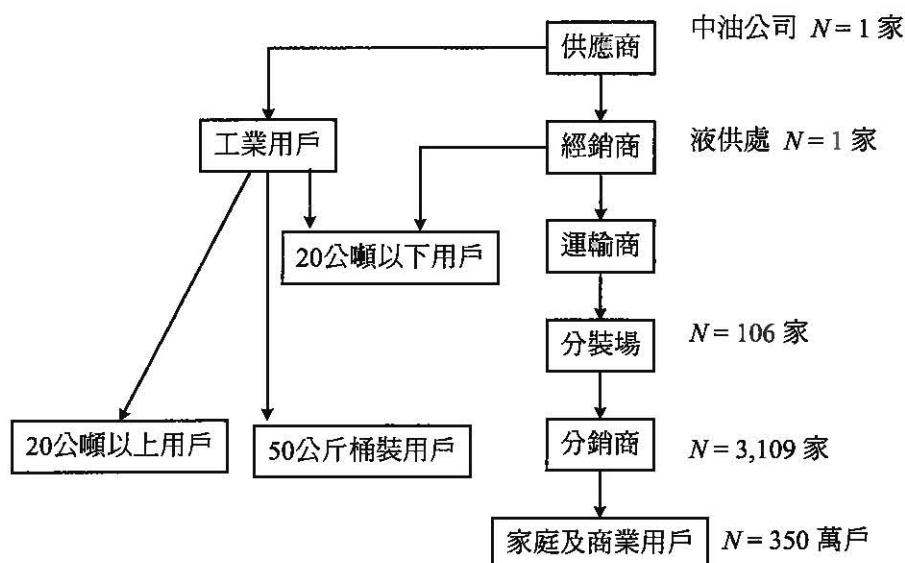 供應商 中油公司 N = 1 家
工業用戶 經銷商 液供處 N = 1 家
20公噸以下用戶 運輸商
分裝場 N = 106 家
20公噸以上用戶 50公斤桶裝用戶 分銷商 N = 3,109 家
家庭及商業用戶 N = 350 萬戶